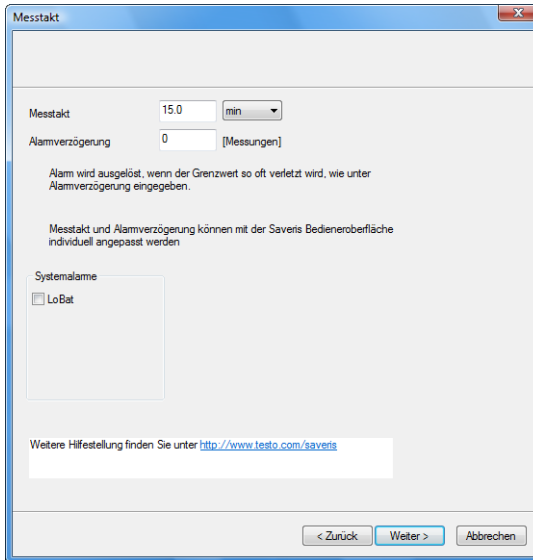 Messtakt
Messtakt 15.0 min
Alarmverzögerung 0 [Messungen]
Alarm wird ausgelöst, wenn der Grenzwert so oft verletzt wird, wie unter
Alarmverzögerung eingegeben.
Messtakt und Alarmverzögerung können mit der Saveris Bedieneroberfläche
individuell angepasst werden
Systemalarme
LoBat
Weitere Hilfestellung finden Sie unter http://www.testo.com/saveris
< Zurück Weiter > Abbrechen